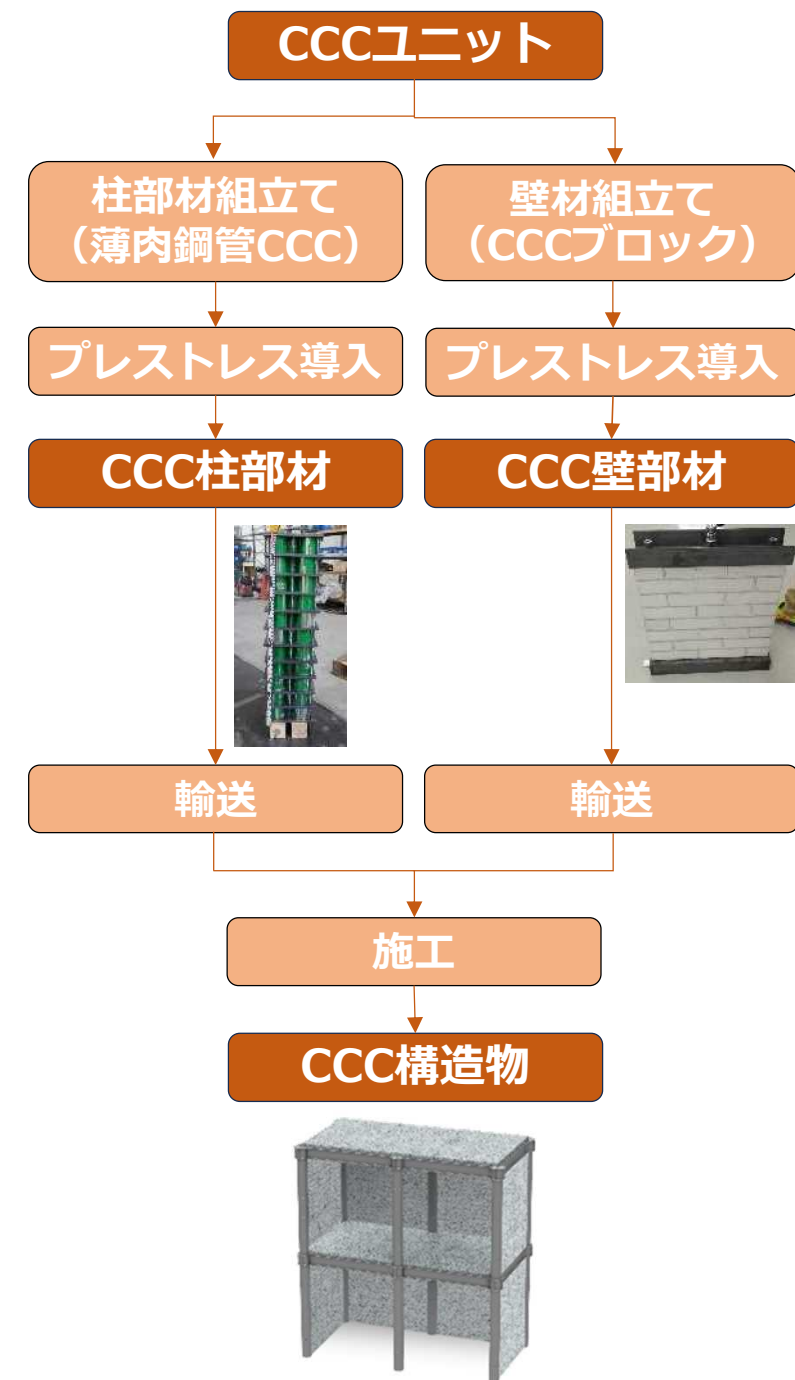 CCCユニット
柱部材組立て
（薄肉鋼管CCC）
壁材組立て
（CCCブロック）
プレストレス導入
プレストレス導入
CCC柱部材
CCC壁部材
輸送
輸送
施工
CCC構造物